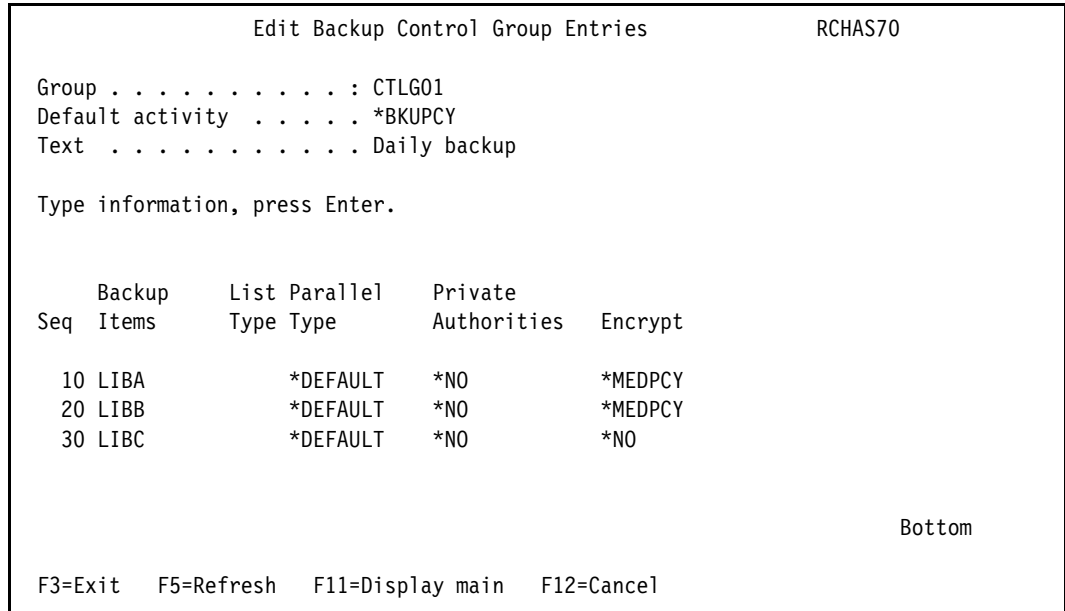 Edit Backup Control Group Entries RCHAS70
Group . . . . . . . . . . : CTLGO1
Default activity . . . . . *BKUPCY
Text . . . . . . . . . . . Daily backup
Type information, press Enter.
Backup List Parallel Private
Seq Items Type Type Authorities Encrypt
10 LIBA *DEFAULT *NO *MEDPCY
20 LIBB *DEFAULT *NO *MEDPCY
30 LIBC *DEFAULT *NO *NO
Bottom
F3=Exit F5=Refresh F11=Display main F12=Cancel